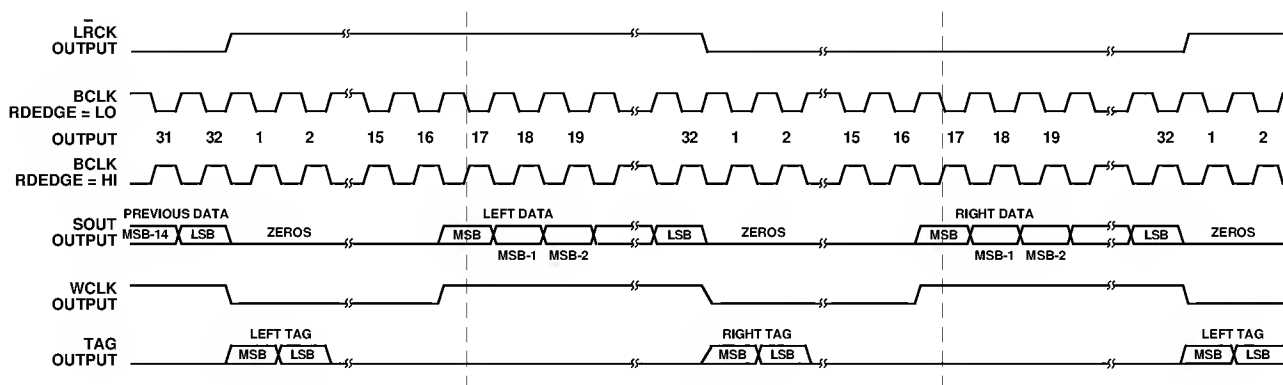 LRCK
OUTPUT
BCLK
RDEDGE = LO
OUTPUT 31 32 1 2 15 16 17 18 19 32 1 2 15 16 17 18 19 32 1 2
BCLK
RDEDGE = HI
PREVIOUS DATA LEFT DATA RIGHT DATA
SOUT
OUTPUT
MSB-14 LSB ZEROS MSB LSB ZEROS MSB LSB ZEROS
MSB-1 MSB-2 MSB-1 MSB-2
WCLK
OUTPUT
LEFT TAG RIGHT TAG LEFT TAG
TAG
OUTPUT
MSB LSB MSB LSB MSB LSB